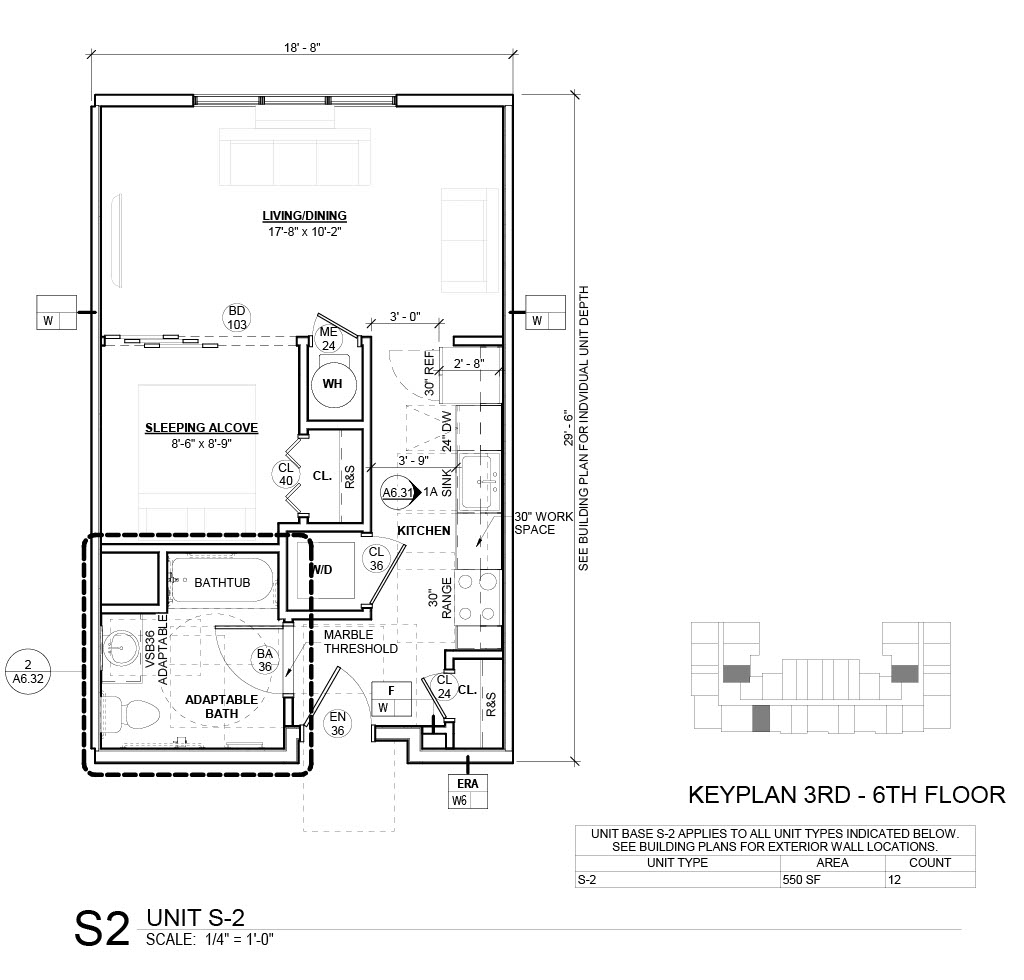 18' - 8"
LIVING/DINING
17'-8" x 10'-2"
W
W
BD
103
ME
24
3' - 0"
30" REF.
2' - 8"
WH
SLEEPING ALCOVE
8'-6" x 8'-9"
24" DW
29' - 6"
SEE BUILDING PLAN FOR INDVIDUAL UNIT DEPTH
CL
40
CL.
R&S
3' - 9"
SINK
A6.31
1A
KITCHEN
30" WORK
SPACE
W/D
CL
36
BATHTUB
30"
RANGE
VSB36
ADAPTABLE
MARBLE
THRESHOLD
BA
36
2
A6.32
ADAPTABLE
BATH
F
W
CL
24
CL.
R&S
EN
36
ERA
W6
KEYPLAN 3RD - 6TH FLOOR
UNIT BASE S-2 APPLIES TO ALL UNIT TYPES INDICATED BELOW.
SEE BUILDING PLANS FOR EXTERIOR WALL LOCATIONS.
UNIT TYPE AREA COUNT
S-2 550 SF 12
S2
UNIT S-2
SCALE: 1/4" = 1'-0"